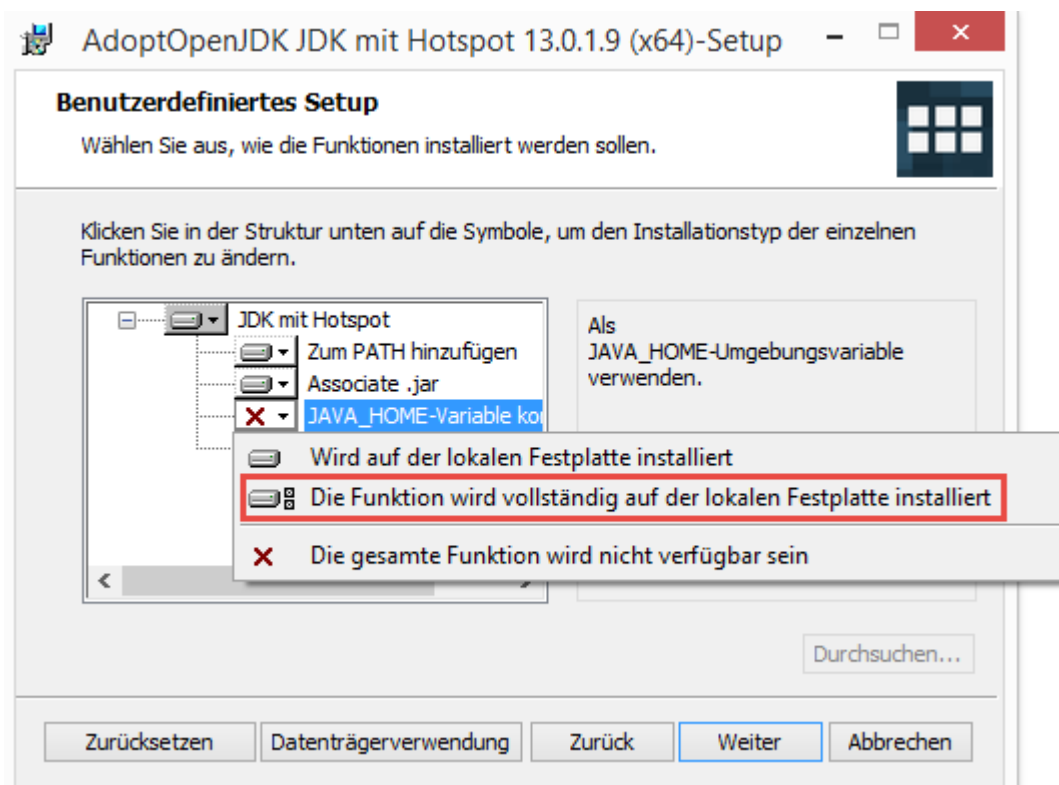 AdoptOpenJDK JDK mit Hotspot 13.0.1.9 (x64)-Setup
Benutzerdefiniertes Setup
Wählen Sie aus, wie die Funktionen installiert werden sollen.
Klicken Sie in der Struktur unten auf die Symbole, um den Installationstyp der einzelnen
Funktionen zu ändern.
JDK mit Hotspot
Zum PATH hinzufügen
Associate .jar
JAVA_HOME-Variable
Als
JAVA_HOME-Umgebungsvariable
verwenden.
Wird auf der lokalen Festplatte installiert
Die Funktion wird vollständig auf der lokalen Festplatte installiert
Die gesamte Funktion wird nicht verfügbar sein
Durchsuchen...
Zurücksetzen
Datenträgerverwendung
Zurück
Weiter
Abbrechen